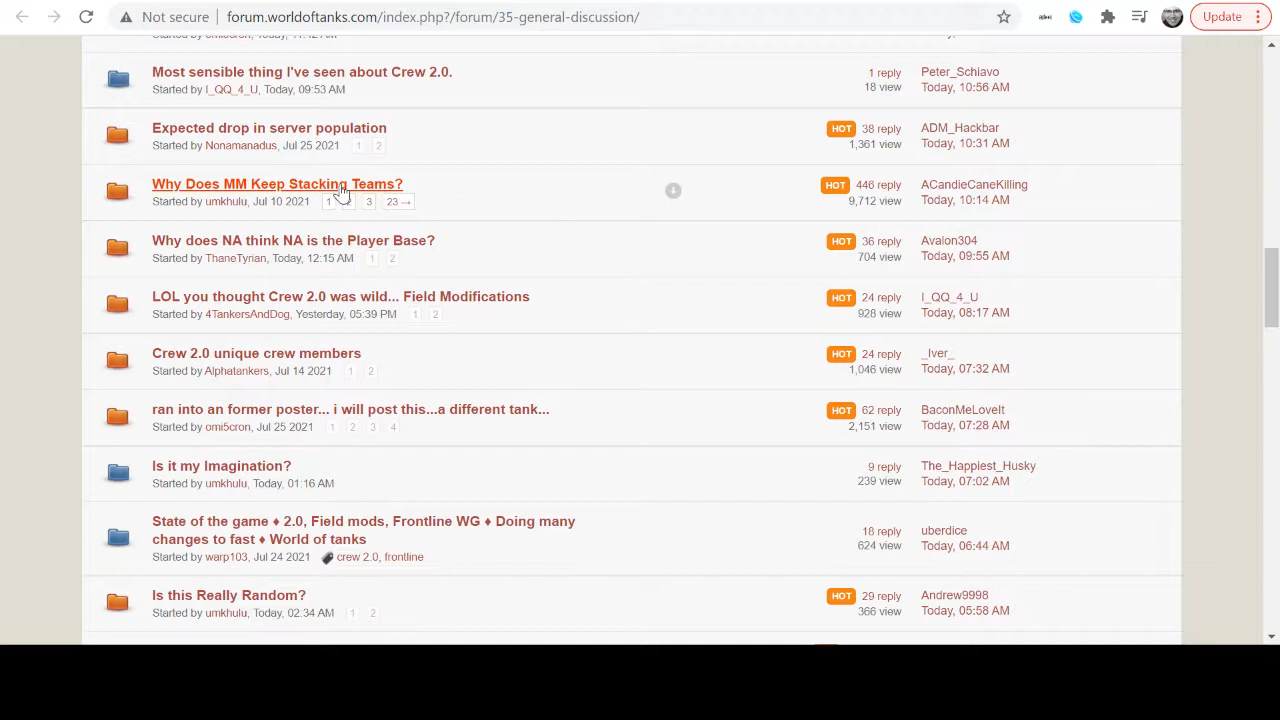 Not secure
forum.worldoftanks.com/index.php?/forum/35-general-discussion/
Update
Most sensible thing I've seen about Crew 2.0.
Started by I_QQ_4_U, Today, 09:53 AM
1 reply
18 view
Peter_Schiavo
Today, 10:56 AM
Expected drop in server population
Started by Nonamanadus, Jul 25 2021 1 2
HOT 38 reply
1,361 view
ADM_Hackbar
Today, 10:31 AM
Why Does MM Keep Stacking Teams?
Started by umkhulu, Jul 10 2021 1 2 3 23 →
HOT 446 reply
9,712 view
ACandieCaneKilling
Today, 10:14 AM
Why does NA think NA is the Player Base?
Started by ThaneTyrian, Today, 12:15 AM 1 2
HOT 36 reply
704 view
Avalon304
Today, 09:55 AM
LOL you thought Crew 2.0 was wild... Field Modifications
Started by 4TankersAndDog, Yesterday, 05:39 PM 1 2
HOT 24 reply
928 view
I_QQ_4_U
Today, 08:17 AM
Crew 2.0 unique crew members
Started by Alphatankers, Jul 14 2021 1 2
HOT 24 reply
1,046 view
_Iver_
Today, 07:32 AM
ran into an former poster... i will post this...a different tank...
Started by omi5cron, Jul 25 2021 1 2 3 4
HOT 62 reply
2,151 view
BaconMeLoveIt
Today, 07:28 AM
Is it my Imagination?
Started by umkhulu, Today, 01:16 AM
9 reply
239 view
The_Happiest_Husky
Today, 07:02 AM
State of the game ♦ 2.0, Field mods, Frontline WG ♦ Doing many
changes to fast ♦ World of tanks
Started by warp103, Jul 24 2021 crew 2.0, frontline
18 reply
624 view
uberdice
Today, 06:44 AM
Is this Really Random?
Started by umkhulu, Today, 02:34 AM 1 2
HOT 29 reply
366 view
Andrew9998
Today, 05:58 AM